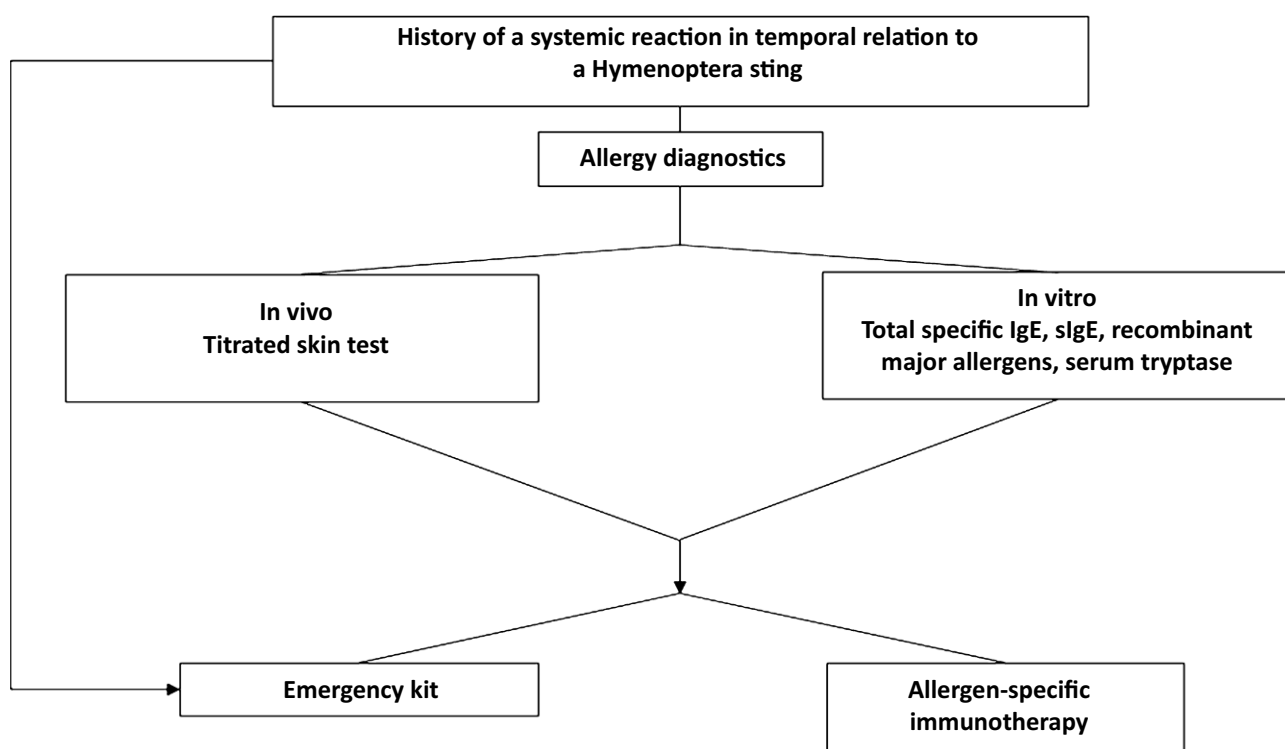 History of a systemic reaction in temporal relation to
a Hymenoptera sting
Allergy diagnostics
In vivo
Titrated skin test
In vitro
Total specific IgE, sIgE, recombinant
major allergens, serum tryptase
Emergency kit
Allergen-specific
immunotherapy